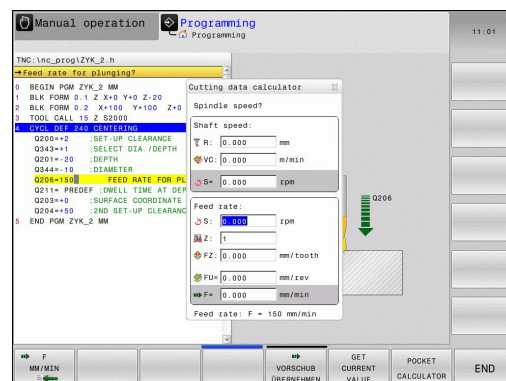 Manual operation
Programming
Programming
11:01
TNC:\nc_prog\ZYK_2.h
→Feed rate for plunging?
0 BEGIN PGM ZYK_2 MM
1 BLK FORM 0.1 Z X+0 Y+0 Z-20
2 BLK FORM 0.2 X+100 Y+100 Z+0
3 TOOL CALL 15 Z S2000
4 CYCL DEF 240 CENTERING
Q200=+2 ;SET-UP CLEARANCE
Q343=+1 ;SELECT DIA./DEPTH
Q201=-20 ;DEPTH
Q344=-10 ;DIAMETER
Q206=150 FEED RATE FOR PL
Q211= PREDEF ;DWELL TIME AT DEP
Q203=+0 ;SURFACE COORDINATE
Q204=+50 ;2ND SET-UP CLEARANC
5 END PGM ZYK_2 MM
Cutting data calculator
Spindle speed?
Shaft speed:
R: 0.000 mm
VC: 0.000 m/min
S= 0.000 rpm
Feed rate:
S: 0.000 rpm
Z: 1
FZ: 0.000 mm/tooth
FU= 0.000 mm/rev
F= 0.000 mm/min
Feed rate: F = 150 mm/min
Q206
F
MM/MIN
VORSCHUB
ÜBERNEHMEN
GET
CURRENT
VALUE
POCKET
CALCULATOR
END